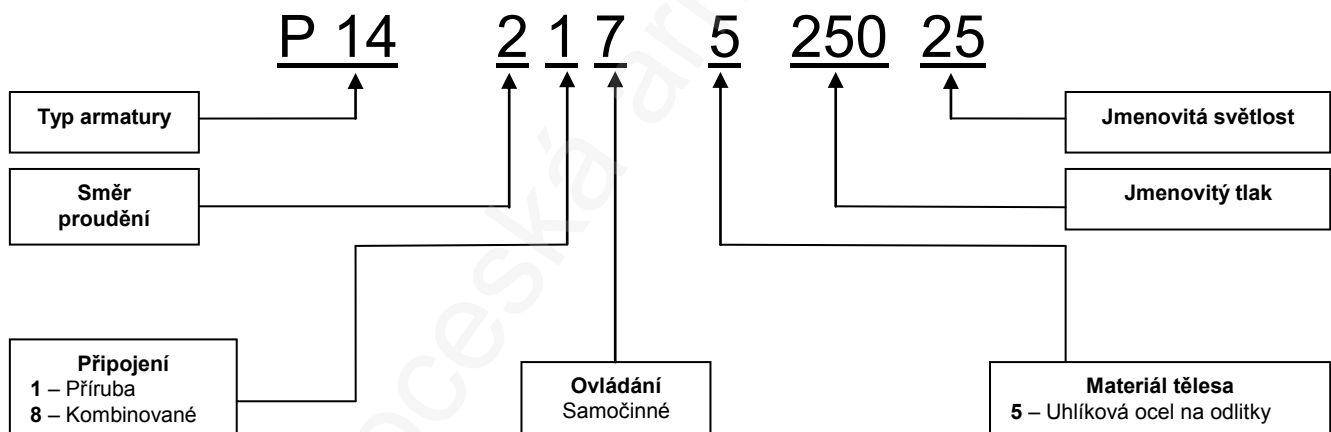 P 14 2 1 7 5 250 25
Typ armatury
Jmenovitá světlost
Směr
proudění
Jmenovitý tlak
Připojení
1 – Příruba
8 – Kombinované
Ovládání
Samočinné
Materiál tělesa
5 – Uhlíková ocel na odlitky